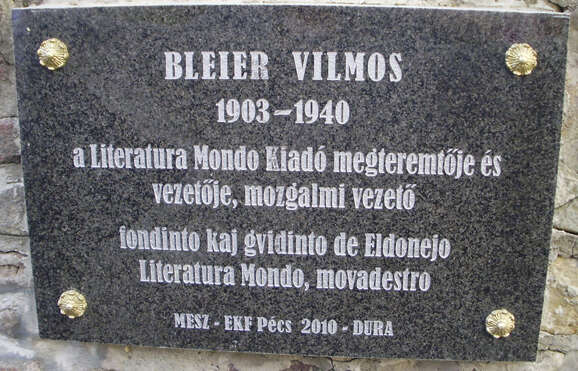 BLEIER VILMOS
1903–1940
a Literatura Mondo Kiadó megteremtője és
vezetője, mozgalmi vezető
fondinto kaj gvidinto de Eldonejo
Literatura Mondo, movadestro
MESZ - EKF Pécs 2010 - DURA